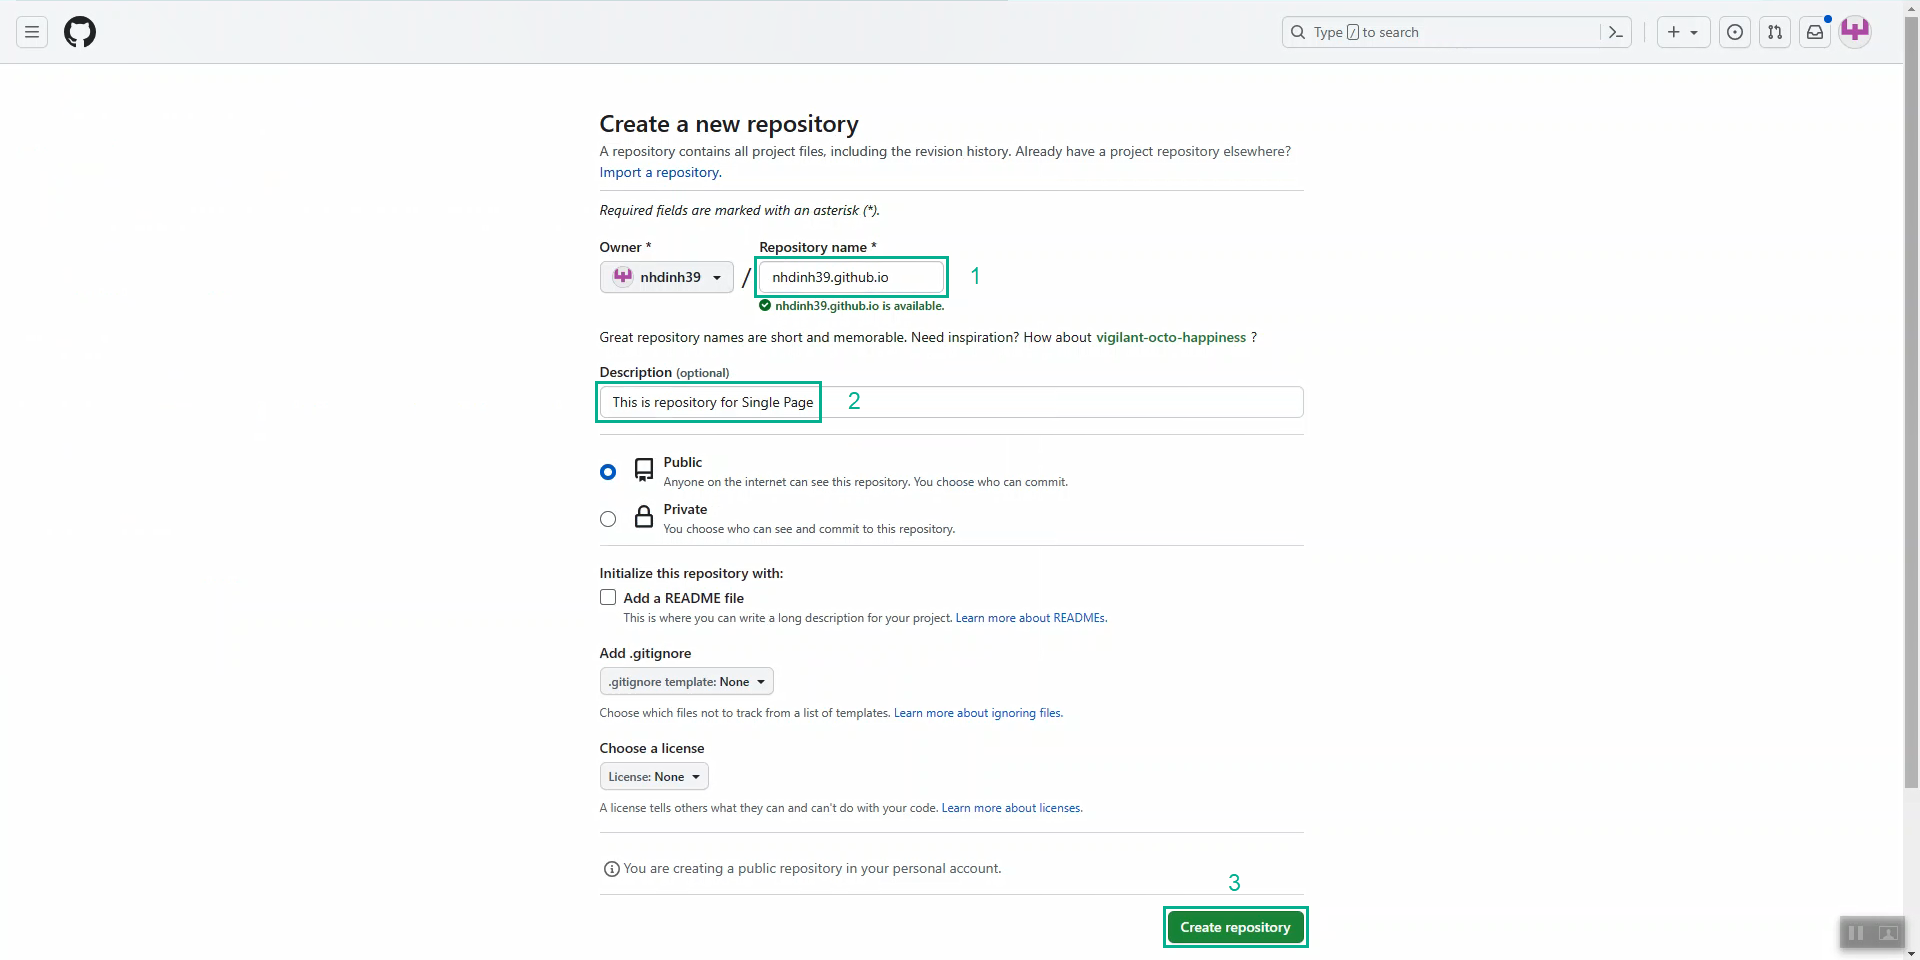 Type / to search
Create a new repository
A repository contains all project files, including the revision history. Already have a project repository elsewhere?
Import a repository.
Required fields are marked with an asterisk (*).
Owner * Repository name *
nhdinh39 / nhdinh39.github.io 1
nhdinh39.github.io is available.
Great repository names are short and memorable. Need inspiration? How about vigilant-octo-happiness ?
Description (optional)
This is repository for Single Page 2
Public
Anyone on the internet can see this repository. You choose who can commit.
Private
You choose who can see and commit to this repository.
Initialize this repository with:
Add a README file
This is where you can write a long description for your project. Learn more about READMEs.
Add .gitignore
.gitignore template: None
Choose which files not to track from a list of templates. Learn more about ignoring files.
Choose a license
License: None
A license tells others what they can and can't do with your code. Learn more about licenses.
You are creating a public repository in your personal account.
3
Create repository